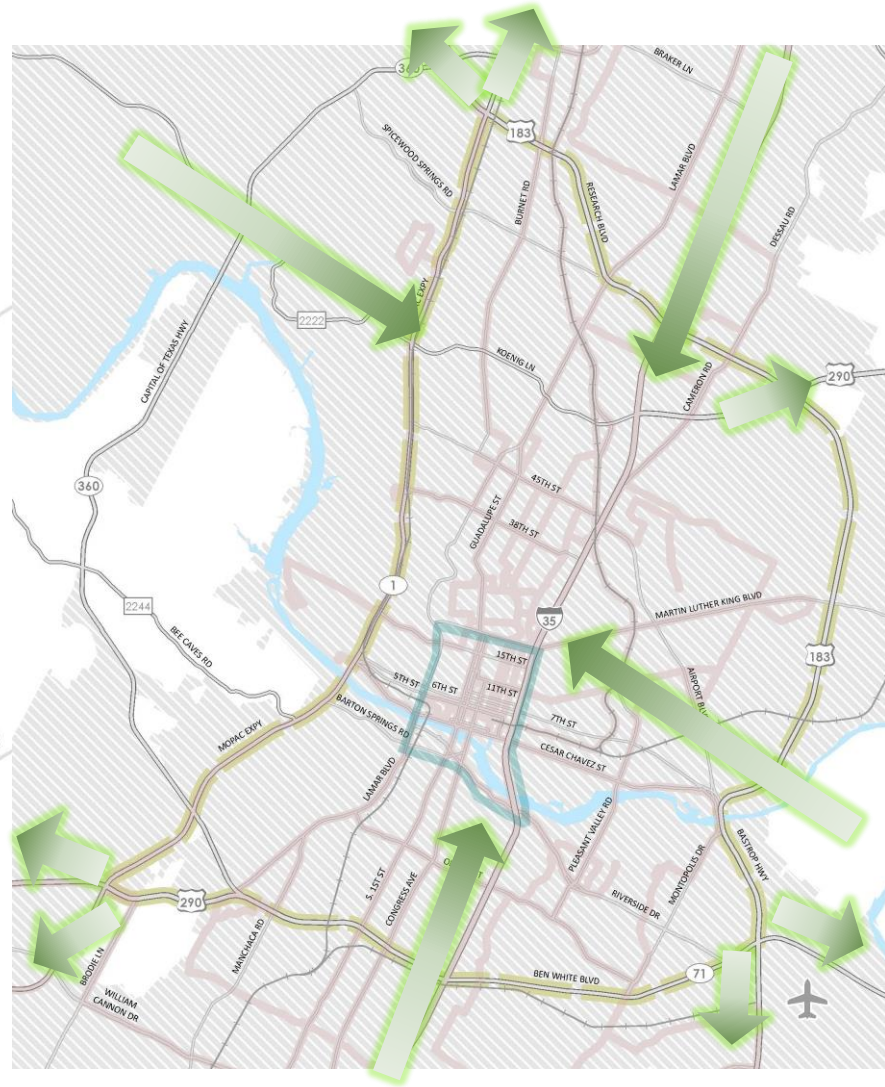 BRAKER LN
360
183
SPICEWOOD SPRINGS RD
BURNET RD
RESEARCH BLVD
LAMAR BLVD
DESSAU RD
EXPY
2222
CAPITAL OF TEXAS HWY
KOENIG LN
CAMERON RD
290
360
45TH ST
GUADALUPE ST
38TH ST
1
2244
BEE CAVES RD
35
MARTIN LUTHER KING BLVD
183
15TH ST
5TH ST
6TH ST
11TH ST
7TH ST
AIRPORT BLV
BARTON SPRINGS RD
MOPAC EXPY
CESAR CHAVEZ ST
LAMAR BLVD
PLEASANT VALLEY RD
BASTROP HWY
MONTOPOLIS DR
S. 1ST ST
CONGRESS AVE
290
RIVERSIDE DR
MANCHACA RD
BRODIE LN
BEN WHITE BLVD
71
WILLIAM
CANNON DR